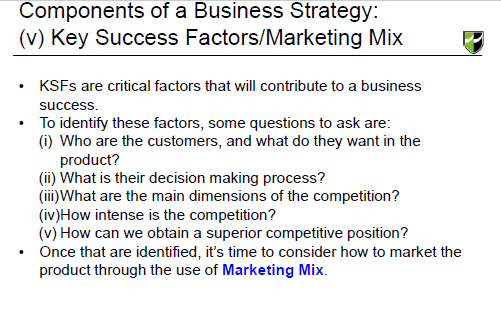 Components of a Business Strategy:
(v) Key Success Factors/Marketing Mix
• KSFs are critical factors that will contribute to a business
success.
• To identify these factors, some questions to ask are:
(i) Who are the customers, and what do they want in the
product?
(ii) What is their decision making process?
(iii)What are the main dimensions of the competition?
(iv)How intense is the competition?
(v) How can we obtain a superior competitive position?
• Once that are identified, it's time to consider how to market the
product through the use of Marketing Mix.